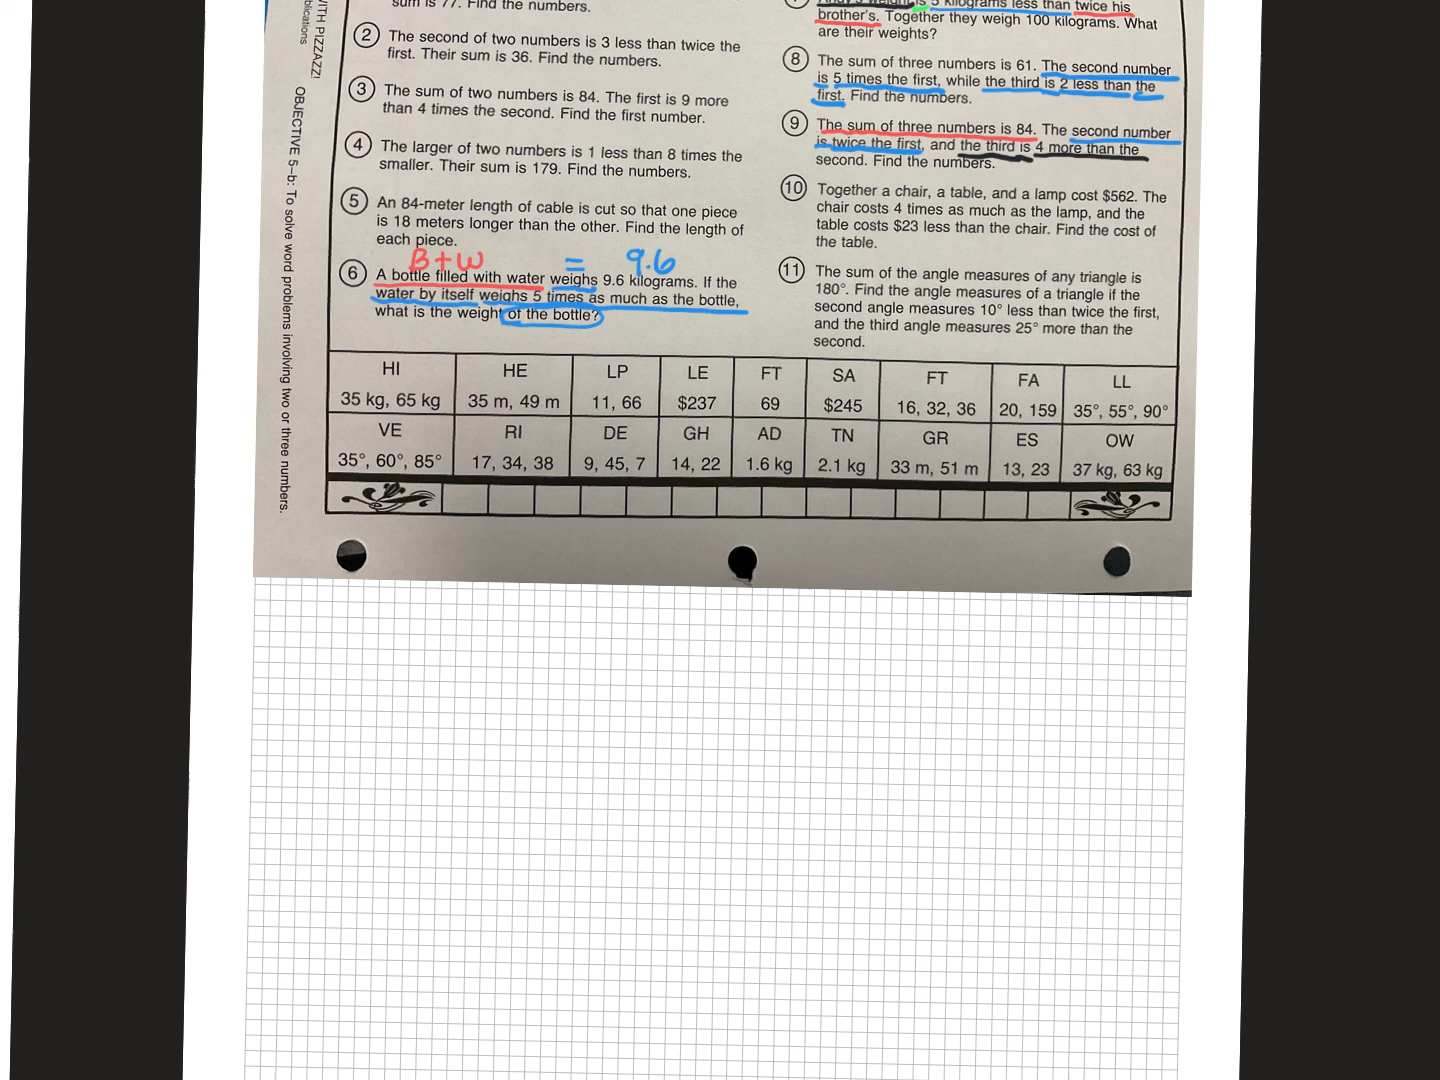 sum is 77. Find the numbers.
2 The second of two numbers is 3 less than twice the
first. Their sum is 36. Find the numbers.
3 The sum of two numbers is 84. The first is 9 more
than 4 times the second. Find the first number.
4 The larger of two numbers is 1 less than 8 times the
smaller. Their sum is 179. Find the numbers.
5 An 84-meter length of cable is cut so that one piece
is 18 meters longer than the other. Find the length of
each piece.
B+W = 9.6
6 A bottle filled with water weighs 9.6 kilograms. If the
water by itself weighs 5 times as much as the bottle,
what is the weight of the bottle?
is 5 kilograms less than twice his
brother's. Together they weigh 100 kilograms. What
are their weights?
8 The sum of three numbers is 61. The second number
is 5 times the first, while the third is 2 less than the
first. Find the numbers.
9 The sum of three numbers is 84. The second number
is twice the first, and the third is 4 more than the
second. Find the numbers.
10 Together a chair, a table, and a lamp cost $562. The
chair costs 4 times as much as the lamp, and the
table costs $23 less than the chair. Find the cost of
the table.
11 The sum of the angle measures of any triangle is
180°. Find the angle measures of a triangle if the
second angle measures 10° less than twice the first,
and the third angle measures 25° more than the
second.
HI HE LP LE FT SA FT FA LL
35 kg, 65 kg 35 m, 49 m 11, 66 $237 69 $245 16, 32, 36 20, 159 35°, 55°, 90°
VE RI DE GH AD TN GR ES OW
35°, 60°, 85° 17, 34, 38 9, 45, 7 14, 22 1.6 kg 2.1 kg 33 m, 51 m 13, 23 37 kg, 63 kg
OBJECTIVE 5–b: To solve word problems involving two or three numbers.
WITH PIZZAZZ!